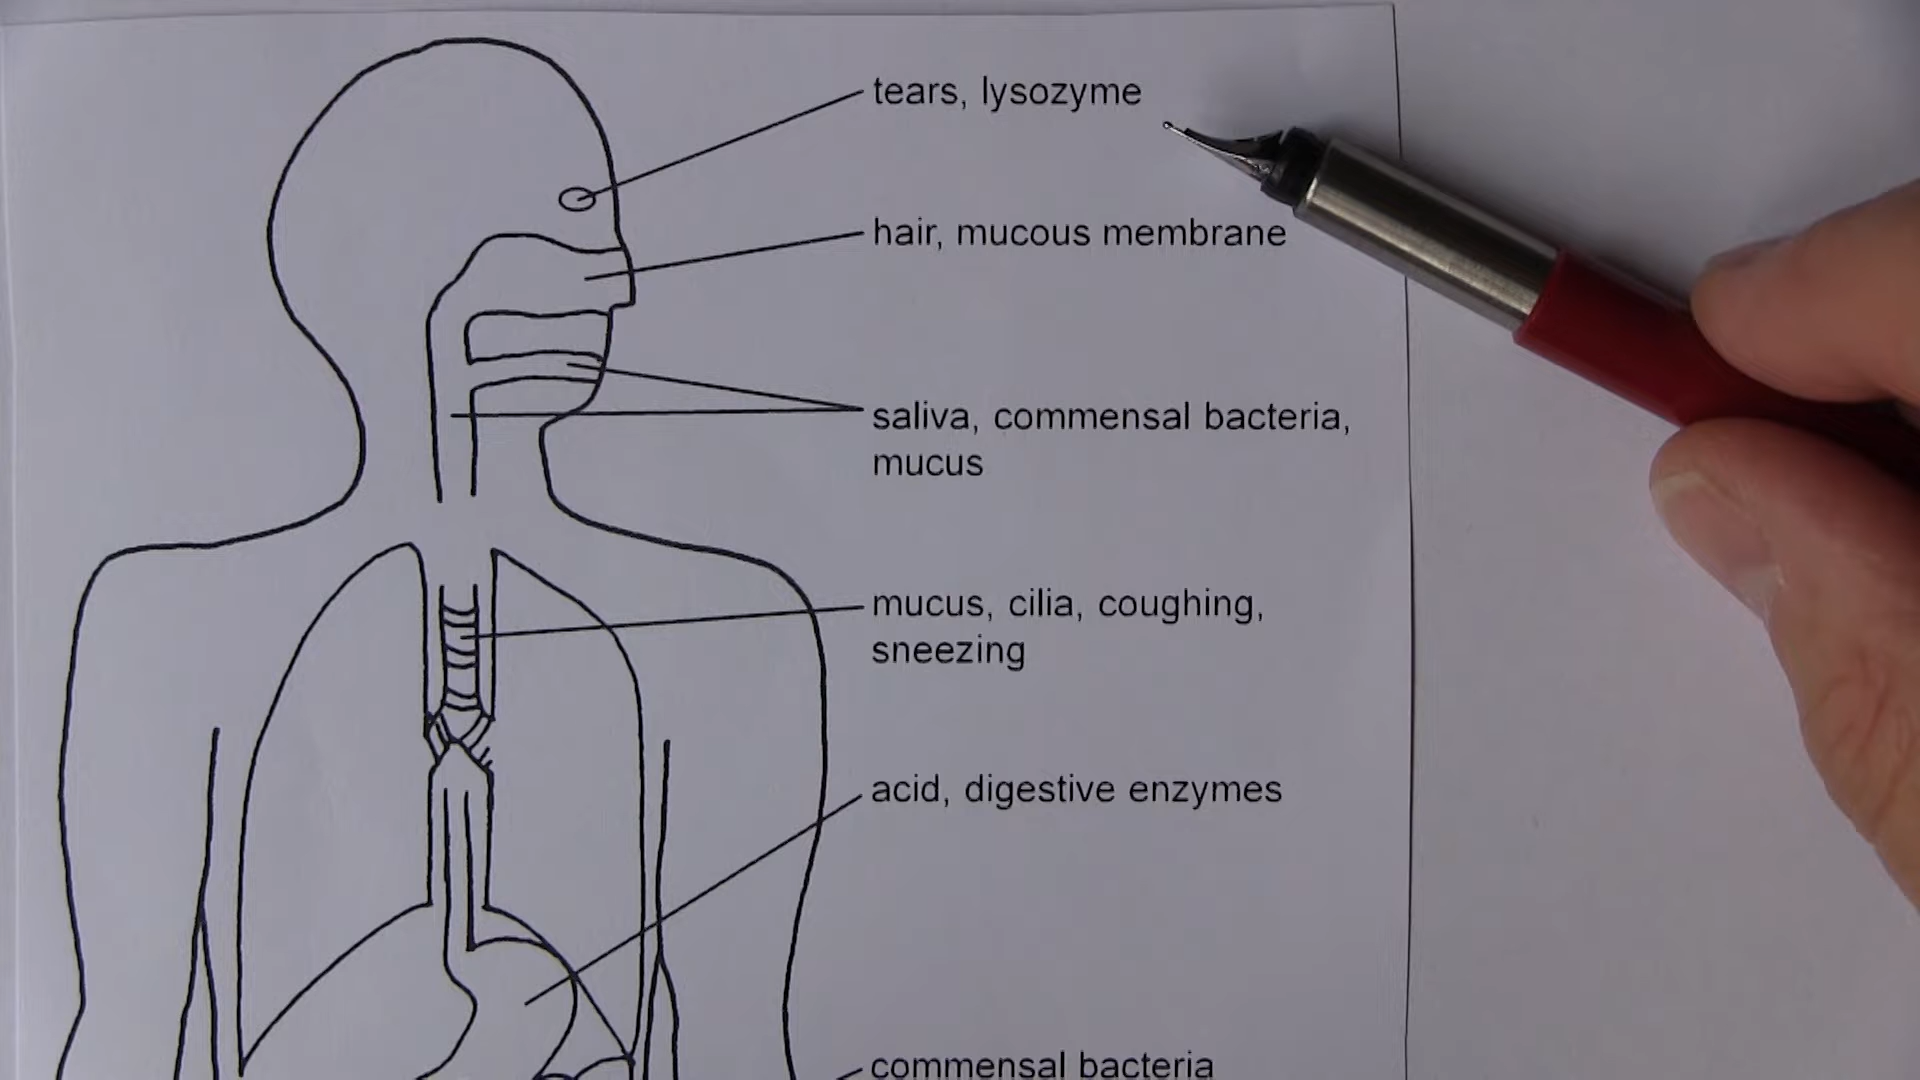 tears, lysozyme
hair, mucous membrane
saliva, commensal bacteria,
mucus
mucus, cilia, coughing,
sneezing
acid, digestive enzymes
commensal bacteria